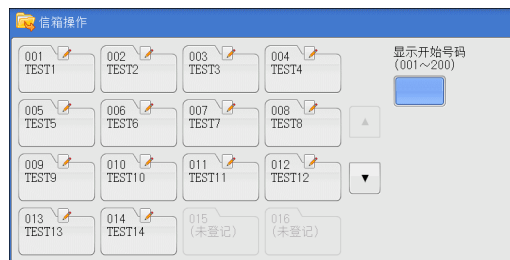 信箱操作
001 002 003 004 显示开始号码
TEST1 TEST2 TEST3 TEST4 (001～200)
005 006 007 008
TEST5 TEST6 TEST7 TEST8
009 010 011 012
TEST9 TEST10 TEST11 TEST12
013 014 015 016
TEST13 TEST14 (未登记) (未登记)